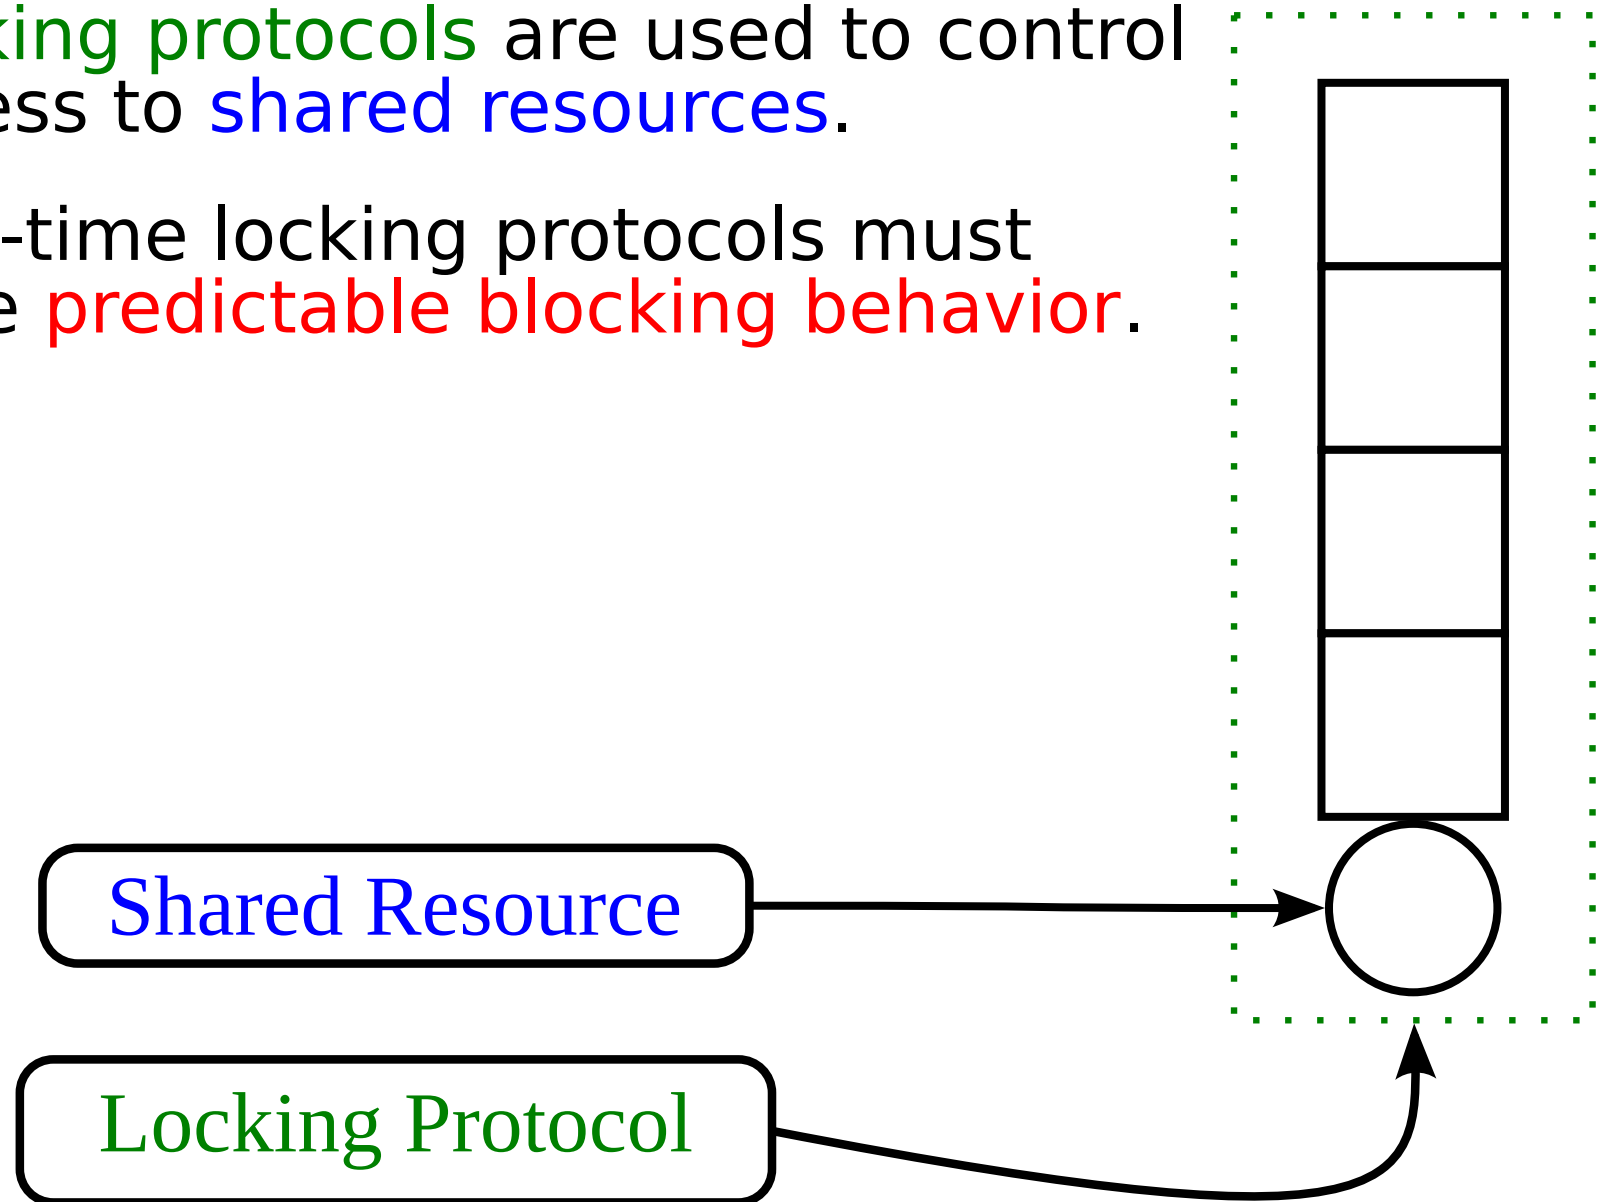 king protocols are used to control
ess to shared resources.
-time locking protocols must
e predictable blocking behavior.
Shared Resource
Locking Protocol